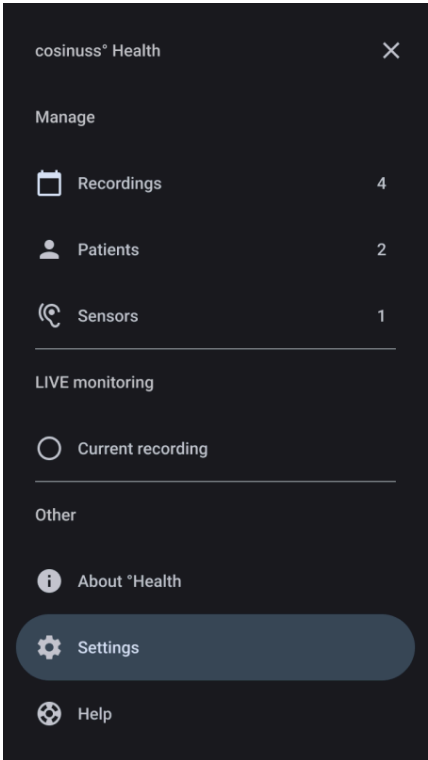 cosinuss° Health
Manage
Recordings 4
Patients 2
Sensors 1
LIVE monitoring
Current recording
Other
About °Health
Settings
Help